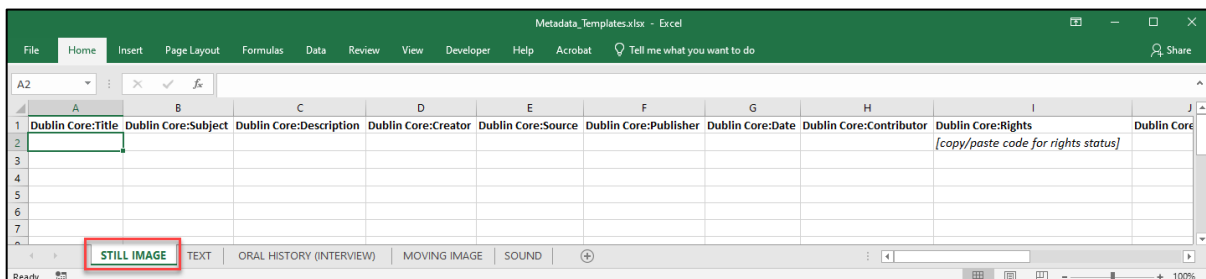 Metadata_Templates.xlsx - Excel
File Home Insert Page Layout Formulas Data Review View Developer Help Acrobat Tell me what you want to do Share
A2 fx
A B C D E F G H I J
1 Dublin Core:Title Dublin Core:Subject Dublin Core:Description Dublin Core:Creator Dublin Core:Source Dublin Core:Publisher Dublin Core:Date Dublin Core:Contributor Dublin Core:Rights Dublin Core
2 [copy/paste code for rights status]
3
4
5
6
7
STILL IMAGE TEXT ORAL HISTORY (INTERVIEW) MOVING IMAGE SOUND
Ready 100%